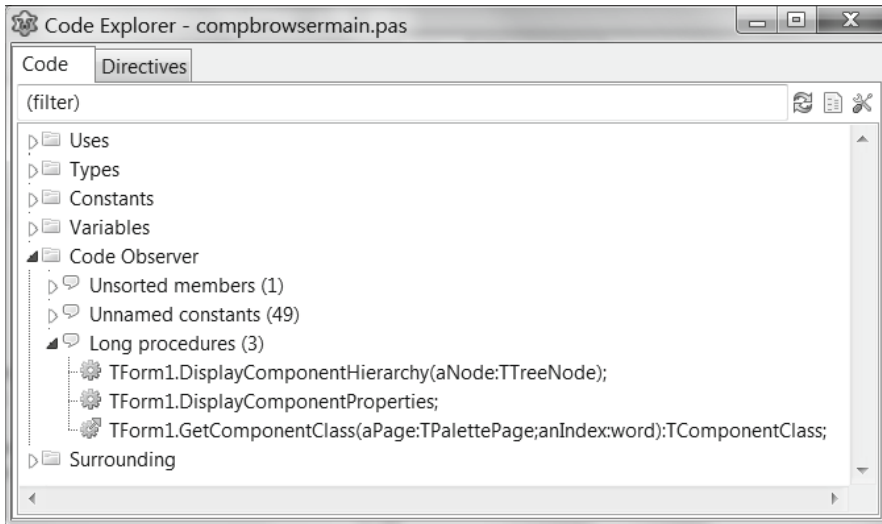 Code Explorer - compbrowsermain.pas
Code Directives
(filter)
Uses
Types
Constants
Variables
Code Observer
Unsorted members (1)
Unnamed constants (49)
Long procedures (3)
TForm1.DisplayComponentHierarchy(aNode:TTreeNode);
TForm1.DisplayComponentProperties;
TForm1.GetComponentClass(aPage:TPalettePage;anIndex:word):TComponentClass;
Surrounding